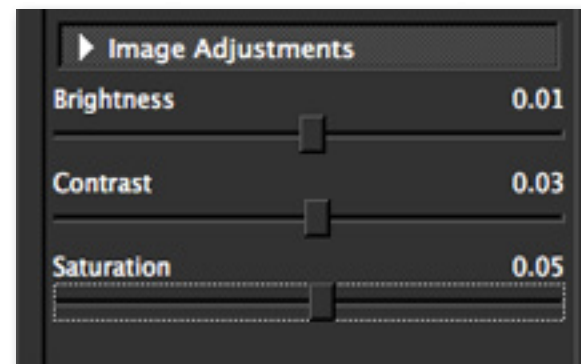 Image Adjustments
Brightness 0.01
Contrast 0.03
Saturation 0.05